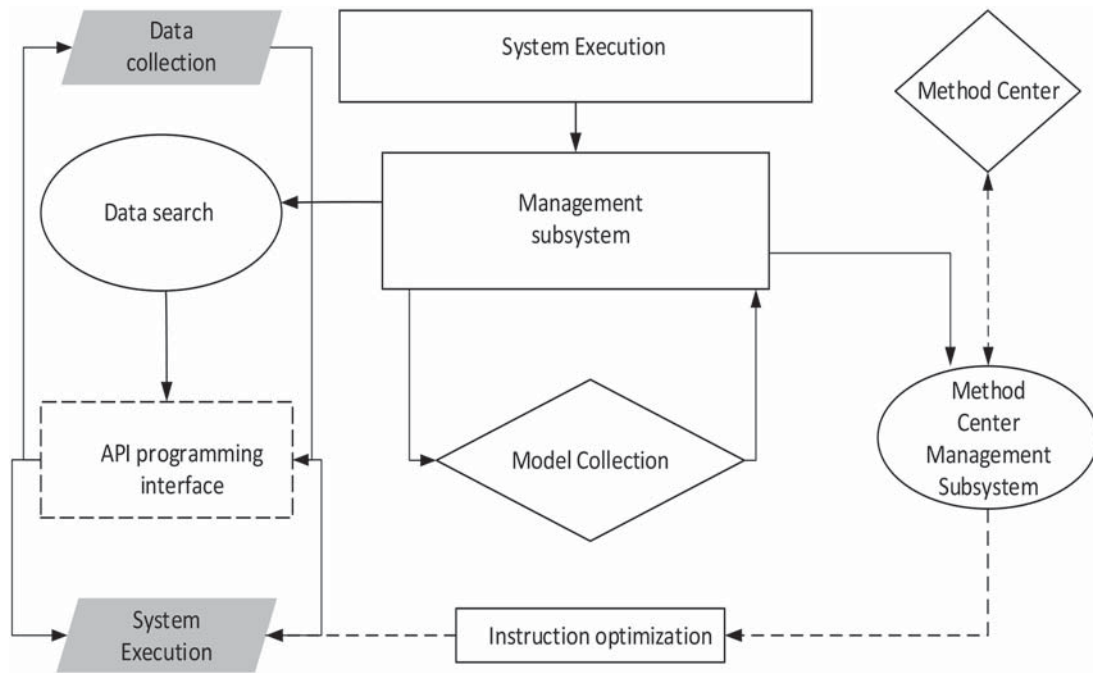 Data
collection
System Execution
Method Center
Data search
Management
subsystem
API programming
interface
Model Collection
Method
Center
Management
Subsystem
System
Execution
Instruction optimization